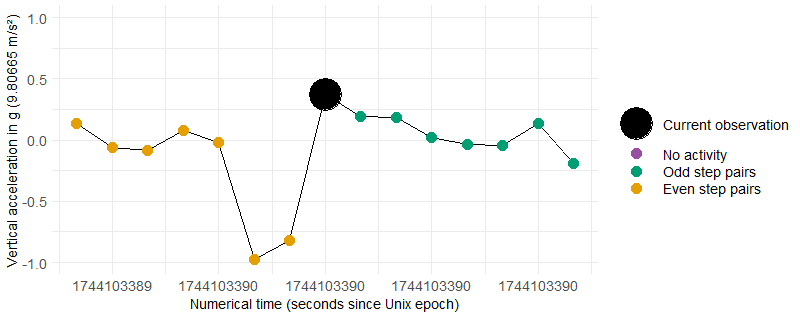 Vertical acceleration in g (9.80665 m/s²)
1.0
0.5
0.0
-0.5
-1.0
1744103389 1744103390 1744103390 1744103390 1744103390
Numerical time (seconds since Unix epoch)
Current observation
No activity
Odd step pairs
Even step pairs